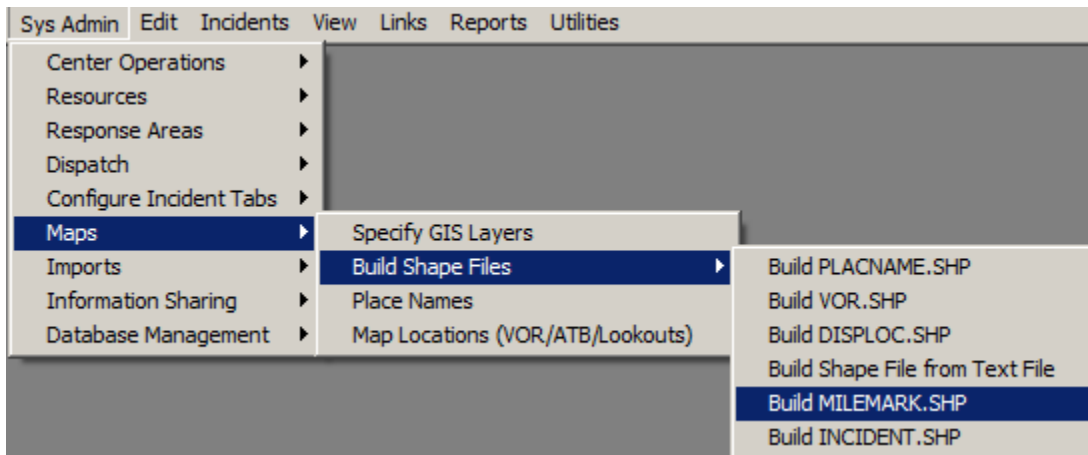 Sys Admin Edit Incidents View Links Reports Utilities
Center Operations
Resources
Response Areas
Dispatch
Configure Incident Tabs
Maps
Imports
Information Sharing
Database Management
Specify GIS Layers
Build Shape Files
Place Names
Map Locations (VOR/ATB/Lookouts)
Build PLACNAME.SHP
Build VOR.SHP
Build DISPLOC.SHP
Build Shape File from Text File
Build MILEMARK.SHP
Build INCIDENT.SHP